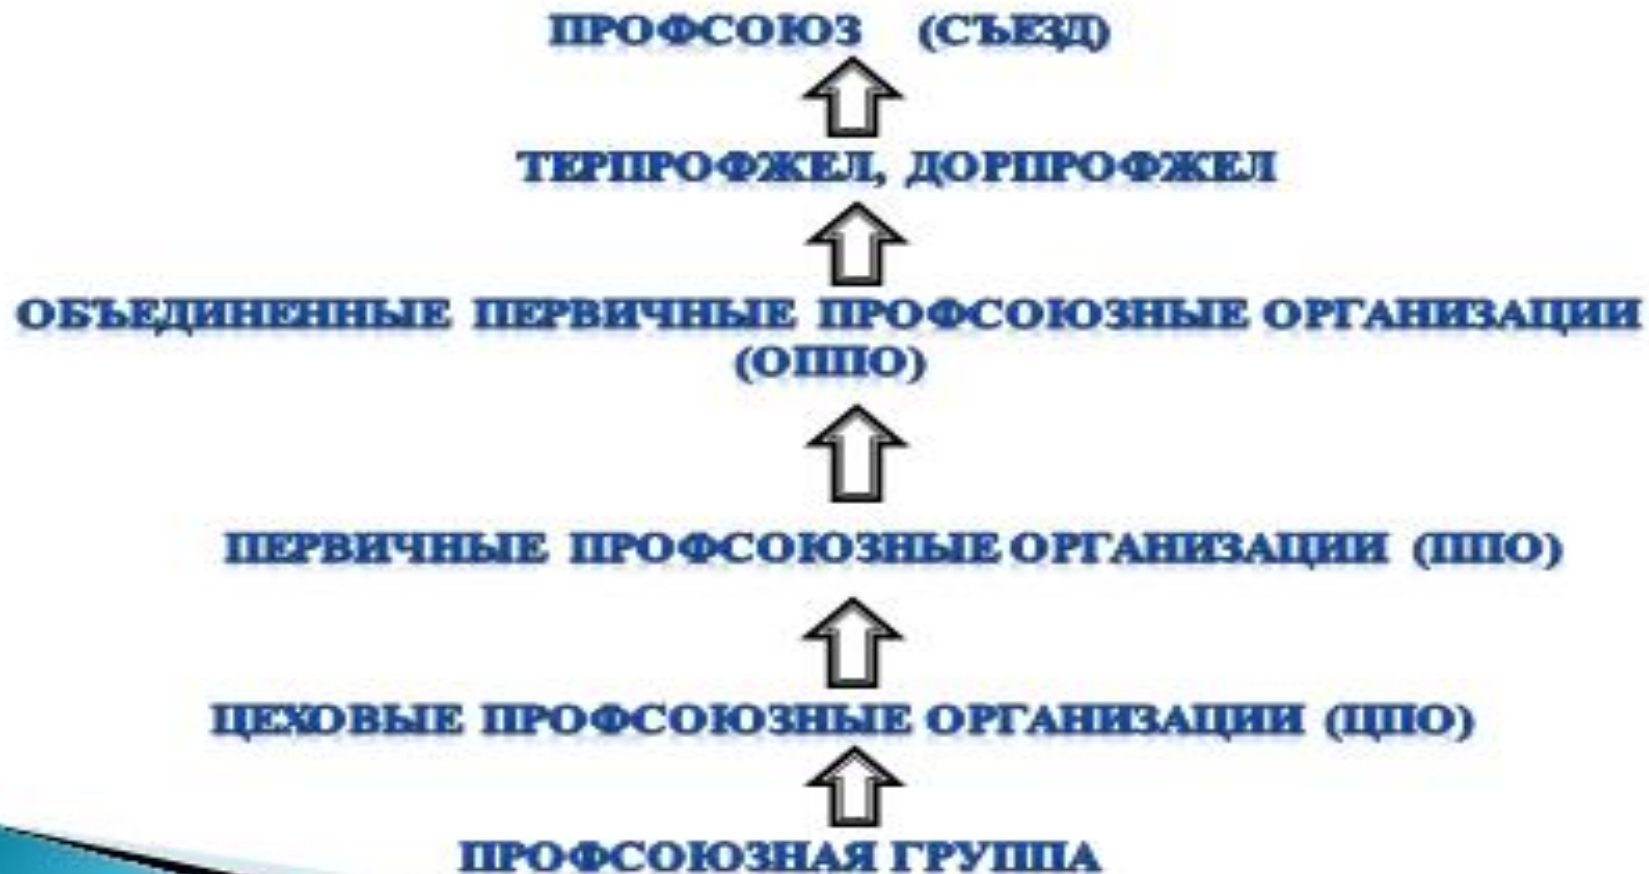 ПРОФСОЮЗ (СЪЕЗД)
ТЕРПРОФЖЕЛ, ДОРПРОФЖЕЛ
ОБЪЕДИНЕННЫЕ ПЕРВИЧНЫЕ ПРОФСОЮЗНЫЕ ОРГАНИЗАЦИИ
(ОППО)
ПЕРВИЧНЫЕ ПРОФСОЮЗНЫЕ ОРГАНИЗАЦИИ (ППО)
ЦЕХОВЫЕ ПРОФСОЮЗНЫЕ ОРГАНИЗАЦИИ (ЦПО)
ПРОФСОЮЗНАЯ ГРУППА